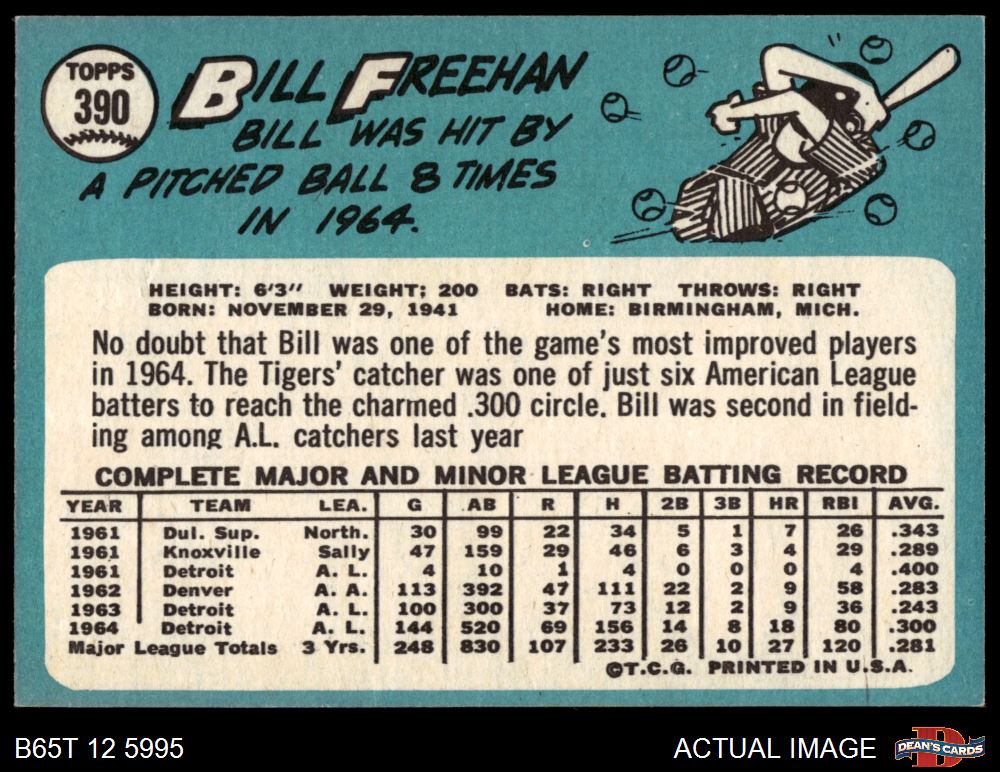 TOPPS
390
BILL FREEHAN
BILL WAS HIT BY
A PITCHED BALL 8 TIMES
IN 1964.
HEIGHT: 6'3" WEIGHT; 200 BATS: RIGHT THROWS: RIGHT
BORN: NOVEMBER 29, 1941 HOME: BIRMINGHAM, MICH.
No doubt that Bill was one of the game's most improved players
in 1964. The Tigers' catcher was one of just six American League
batters to reach the charmed .300 circle. Bill was second in field-
ing among A.L. catchers last year
COMPLETE MAJOR AND MINOR LEAGUE BATTING RECORD
YEAR TEAM LEA. G AB R H 2B 3B HR RBI AVG.
1961 Dul. Sup. North. 30 99 22 34 5 1 7 26 .343
1961 Knoxville Sally 47 159 29 46 6 3 4 29 .289
1961 Detroit A. L. 4 10 1 4 0 0 0 4 .400
1962 Denver A. A. 113 392 47 111 22 2 9 58 .283
1963 Detroit A. L. 100 300 37 73 12 2 9 36 .243
1964 Detroit A. L. 144 520 69 156 14 8 18 80 .300
Major League Totals 3 Yrs. 248 830 107 233 26 10 27 120 .281
©T.C.G. PRINTED IN U.S.A.
B65T 12 5995
ACTUAL IMAGE
D
DEAN'S CARDS